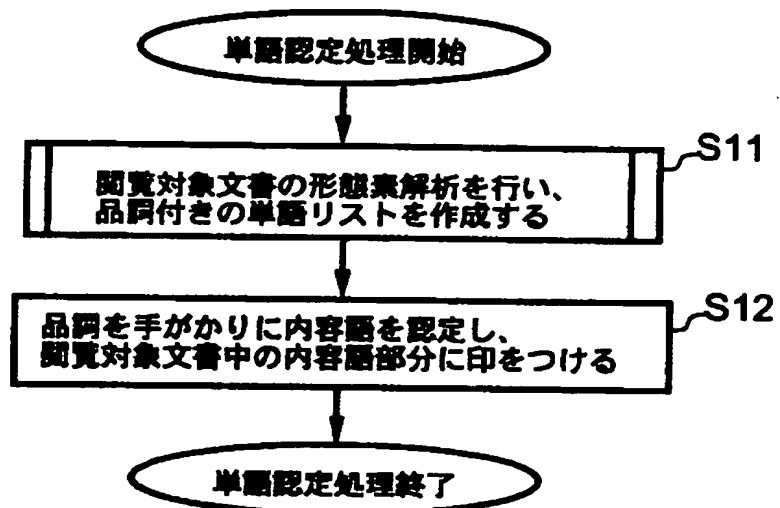 単語認定処理開始
S11
閲覧対象文書の形態素解析を行い、
品詞付きの単語リストを作成する
S12
品詞を手がかりに内容語を認定し、
閲覧対象文書中の内容語部分に印をつける
単語認定処理終了